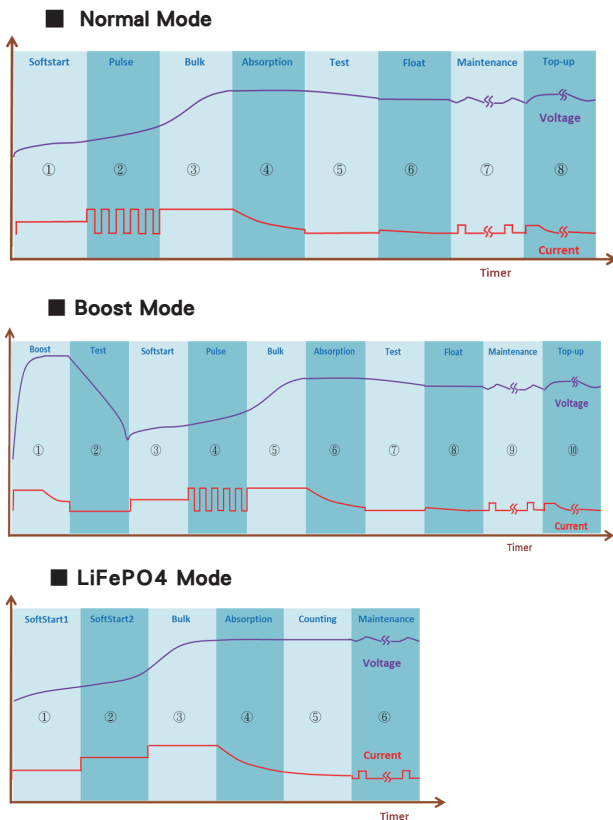 ■ Normal Mode
Softstart Pulse Bulk Absorption Test Float Maintenance Top-up
Voltage
① ② ③ ④ ⑤ ⑥ ⑦ ⑧
Current
Timer
■ Boost Mode
Boost Test Softstart Pulse Bulk Absorption Test Float Maintenance Top-up
Voltage
① ② ③ ④ ⑤ ⑥ ⑦ ⑧ ⑨ ⑩
Current
Timer
■ LiFePO4 Mode
SoftStart1 SoftStart2 Bulk Absorption Counting Maintenance
Voltage
① ② ③ ④ ⑤ ⑥
Current
Timer